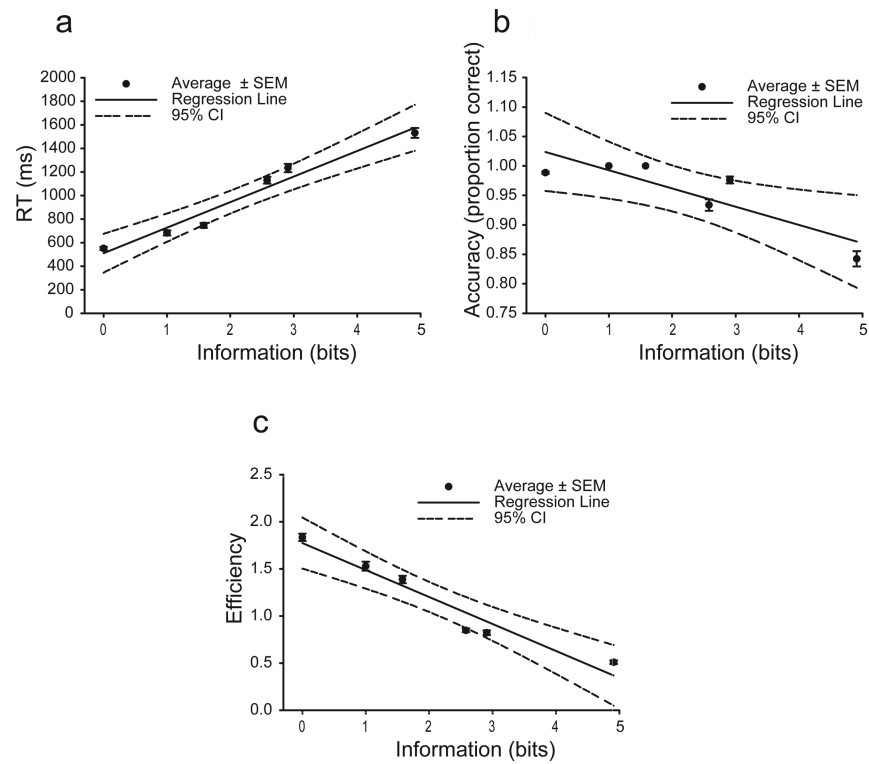 a
Average ± SEM
Regression Line
95% CI
2000
1800
1600
1400
1200
1000
800
600
400
200
0
RT (ms)
0 1 2 3 4 5
Information (bits)
b
Average ± SEM
Regression Line
95% CI
1.15
1.10
1.05
1.00
0.95
0.90
0.85
0.80
0.75
Accuracy (proportion correct)
0 1 2 3 4 5
Information (bits)
c
Average ± SEM
Regression Line
95% CI
2.5
2.0
1.5
1.0
0.5
0.0
Efficiency
0 1 2 3 4 5
Information (bits)